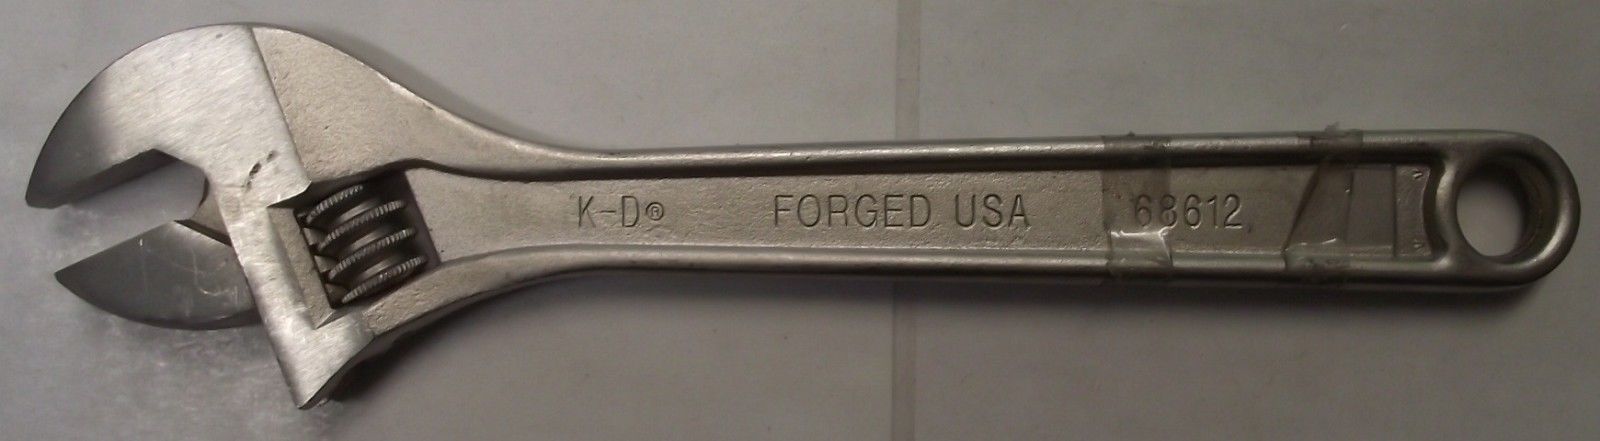 K-D® FORGED USA 68612